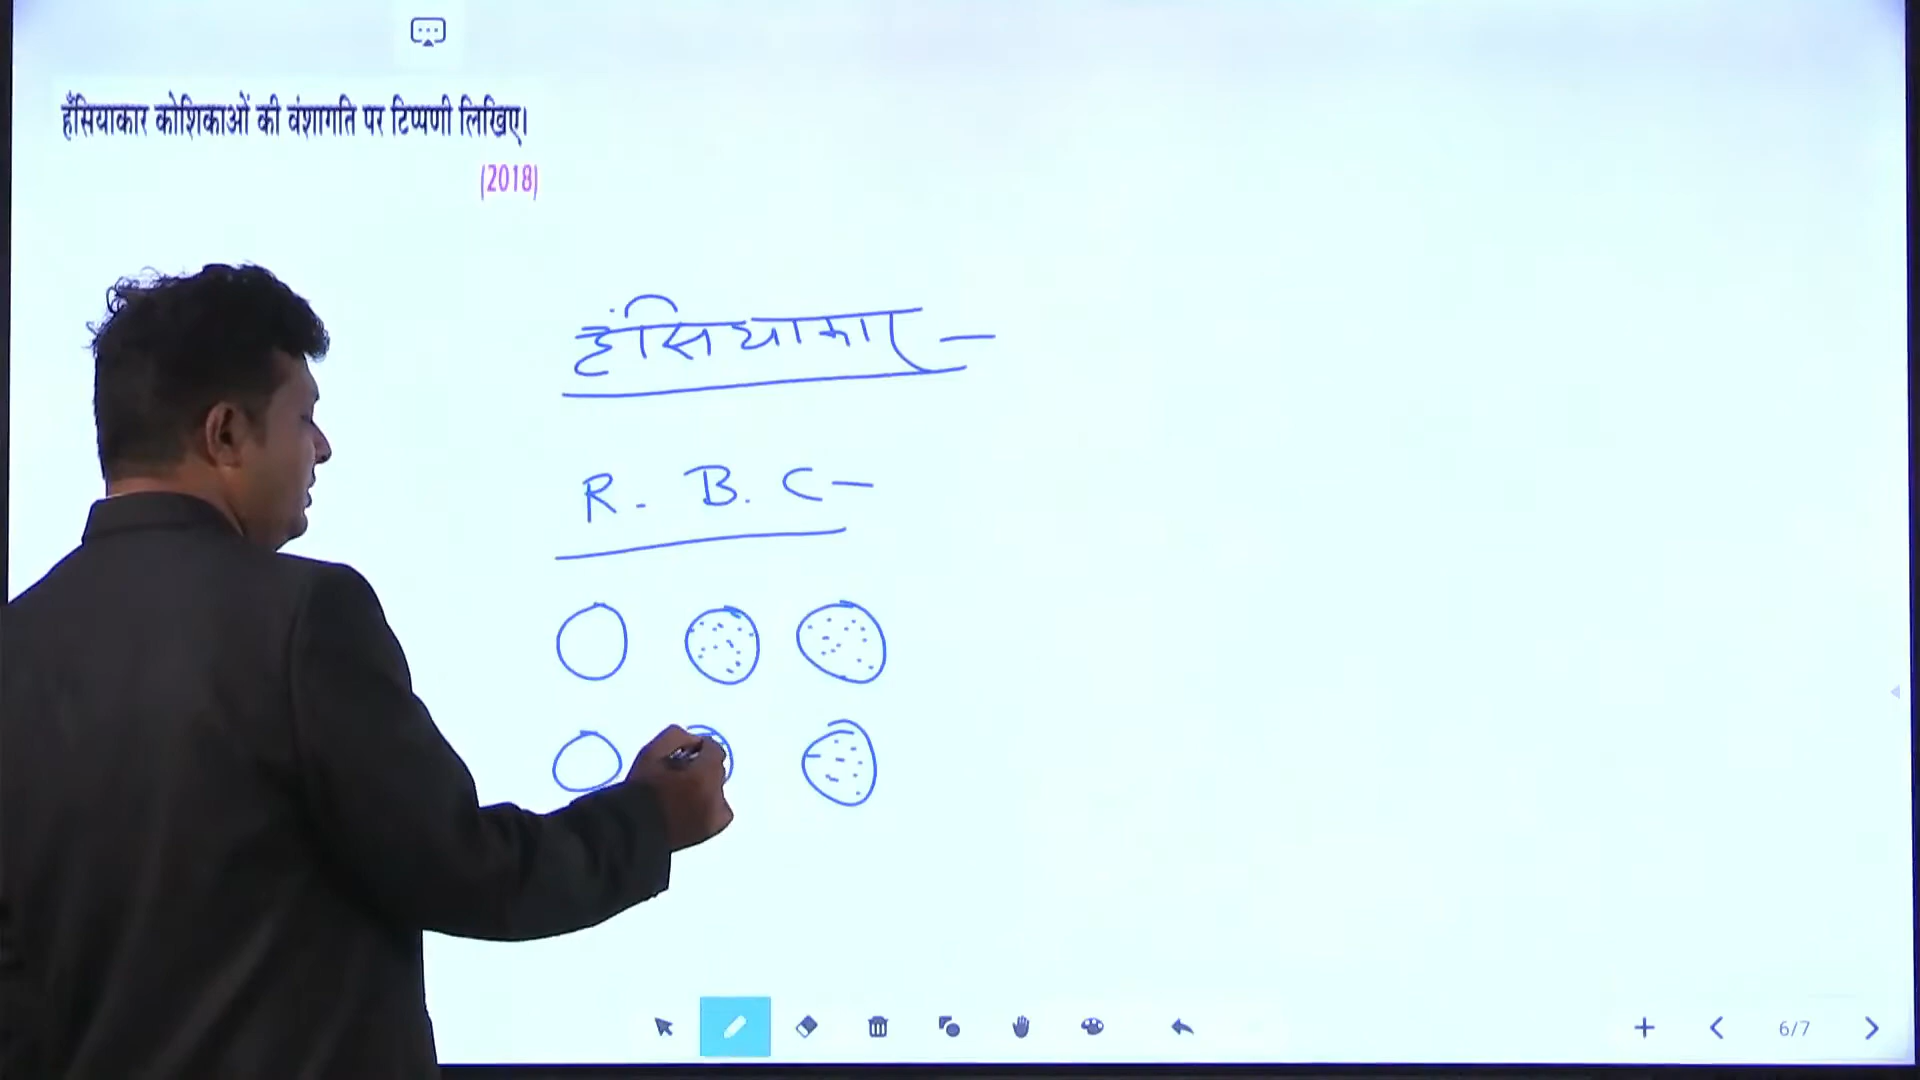 हँसियाकार कोशिकाओं की वंशागति पर टिप्पणी लिखिए।
(2018)
हंसियाकार –
R. B. C –
6/7